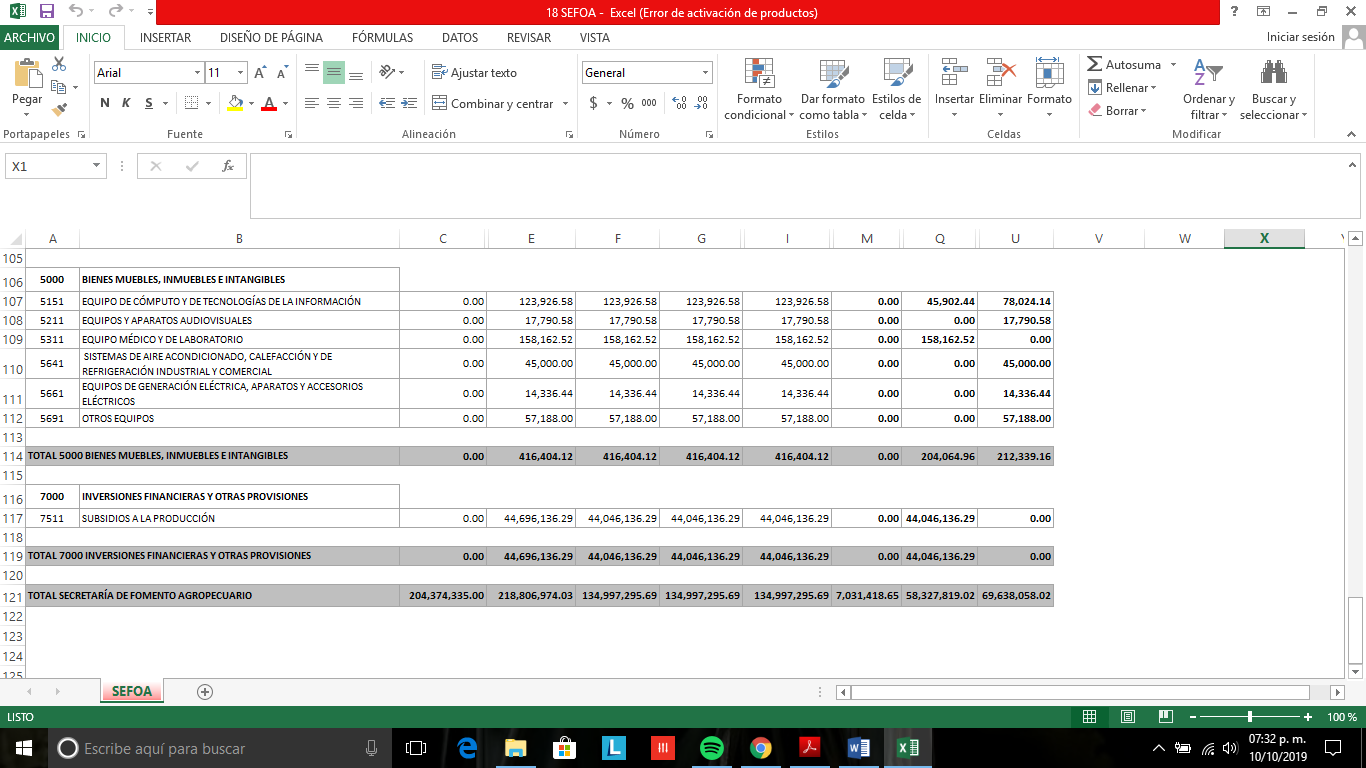 18 SEFOA - Excel (Error de activación de productos)
ARCHIVO INICIO INSERTAR DISEÑO DE PÁGINA FÓRMULAS DATOS REVISAR VISTA Iniciar sesión
Pegar Arial 11 Ajustar texto General Formato condicional Dar formato como tabla Estilos de celda Insertar Eliminar Formato Autosuma Ordenar y filtrar Buscar y seleccionar
N K S Combinar y centrar $ % 000 Rellenar
Borrar
Portapapeles Fuente Alineación Número Estilos Celdas Modificar
X1
A B C E F G I M Q U V W X
105
106 5000 BIENES MUEBLES, INMUEBLES E INTANGIBLES
107 5151 EQUIPO DE CÓMPUTO Y DE TECNOLOGÍAS DE LA INFORMACIÓN 0.00 123,926.58 123,926.58 123,926.58 123,926.58 0.00 45,902.44 78,024.14
108 5211 EQUIPOS Y APARATOS AUDIOVISUALES 0.00 17,790.58 17,790.58 17,790.58 17,790.58 0.00 0.00 17,790.58
109 5311 EQUIPO MÉDICO Y DE LABORATORIO 0.00 158,162.52 158,162.52 158,162.52 158,162.52 0.00 158,162.52 0.00
110 5641 SISTEMAS DE AIRE ACONDICIONADO, CALEFACCIÓN Y DE
REFRIGERACIÓN INDUSTRIAL Y COMERCIAL 0.00 45,000.00 45,000.00 45,000.00 45,000.00 0.00 0.00 45,000.00
111 5661 EQUIPOS DE GENERACIÓN ELÉCTRICA, APARATOS Y ACCESORIOS
ELÉCTRICOS 0.00 14,336.44 14,336.44 14,336.44 14,336.44 0.00 0.00 14,336.44
112 5691 OTROS EQUIPOS 0.00 57,188.00 57,188.00 57,188.00 57,188.00 0.00 0.00 57,188.00
113
114 TOTAL 5000 BIENES MUEBLES, INMUEBLES E INTANGIBLES 0.00 416,404.12 416,404.12 416,404.12 416,404.12 0.00 204,064.96 212,339.16
115
116 7000 INVERSIONES FINANCIERAS Y OTRAS PROVISIONES
117 7511 SUBSIDIOS A LA PRODUCCIÓN 0.00 44,696,136.29 44,046,136.29 44,046,136.29 44,046,136.29 0.00 44,046,136.29 0.00
118
119 TOTAL 7000 INVERSIONES FINANCIERAS Y OTRAS PROVISIONES 0.00 44,696,136.29 44,046,136.29 44,046,136.29 44,046,136.29 0.00 44,046,136.29 0.00
120
121 TOTAL SECRETARÍA DE FOMENTO AGROPECUARIO 204,374,335.00 218,806,974.03 134,997,295.69 134,997,295.69 134,997,295.69 7,031,418.65 58,327,819.02 69,638,058.02
122
123
124
125
SEFOA
LISTO 100 %
Escribe aquí para buscar 07:32 p. m.
10/10/2019